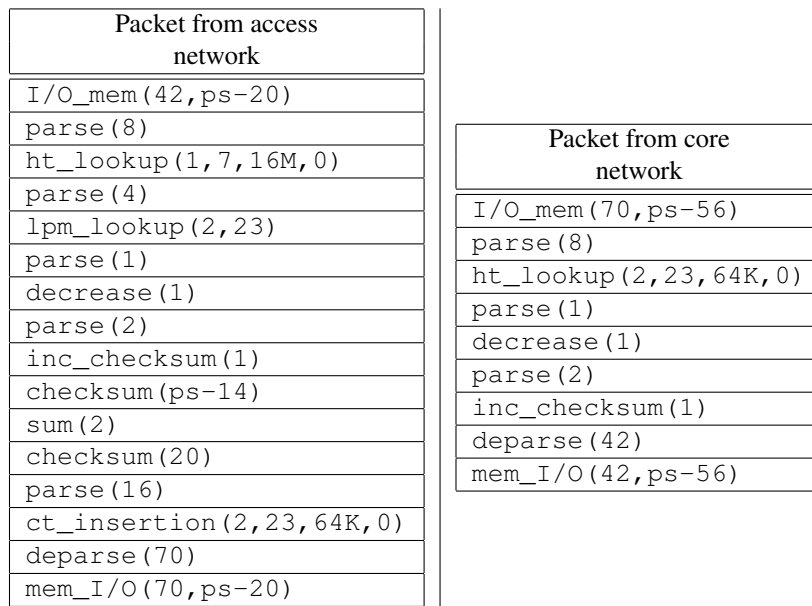 Packet from access
network
I/O_mem(42,ps-20)
parse(8)
ht_lookup(1,7,16M,0)
parse(4)
lpm_lookup(2,23)
parse(1)
decrease(1)
parse(2)
inc_checksum(1)
checksum(ps-14)
sum(2)
checksum(20)
parse(16)
ct_insertion(2,23,64K,0)
deparse(70)
mem_I/O(70,ps-20)
Packet from core
network
I/O_mem(70,ps-56)
parse(8)
ht_lookup(2,23,64K,0)
parse(1)
decrease(1)
parse(2)
inc_checksum(1)
deparse(42)
mem_I/O(42,ps-56)